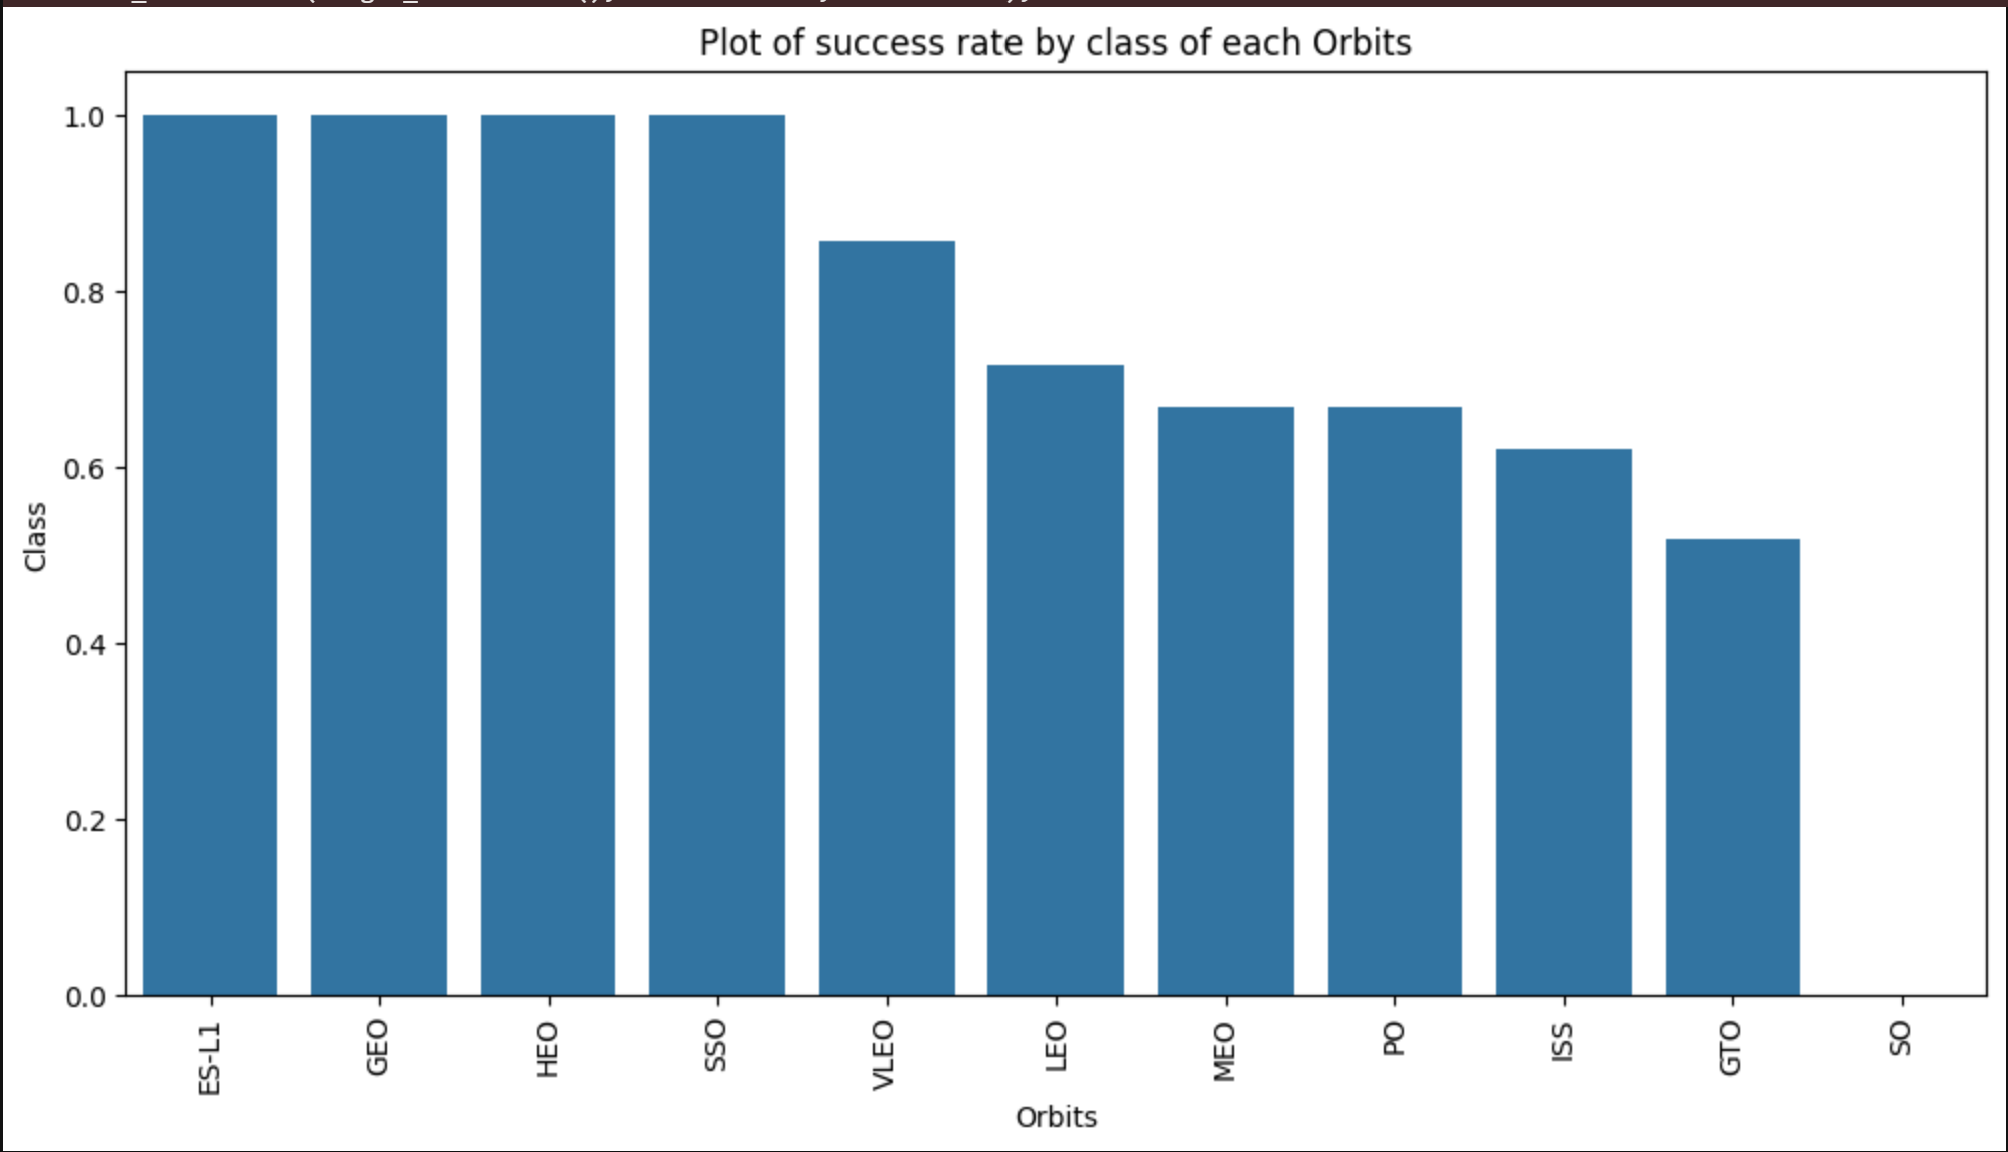 Plot of success rate by class of each Orbits
1.0
0.8
0.6
0.4
0.2
0.0
Class
ES-L1
GEO
HEO
SSO
VLEO
LEO
MEO
PO
ISS
GTO
SO
Orbits